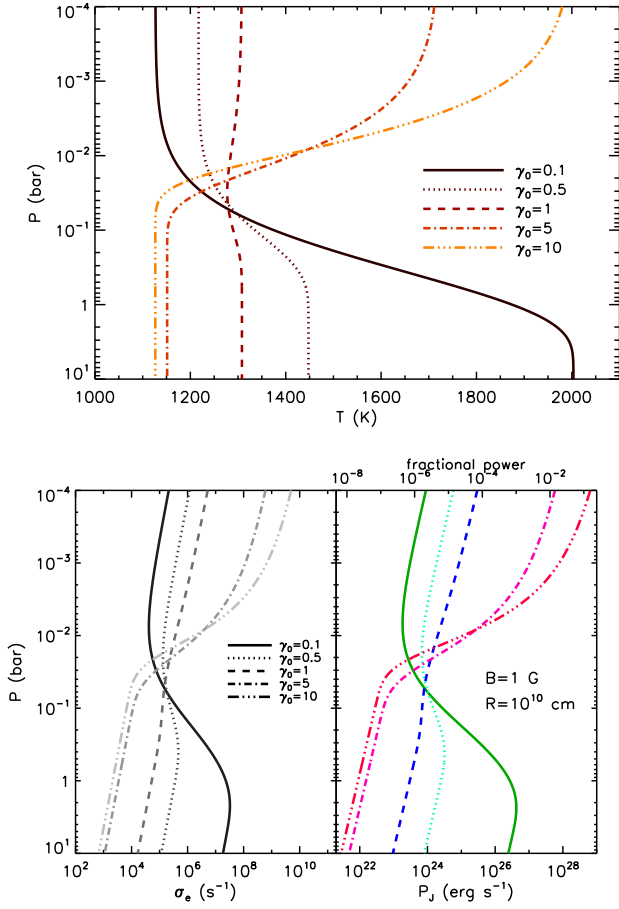 10⁻⁴
10⁻³
10⁻²
10⁻¹
1
10¹
P (bar)
γ₀=0.1
γ₀=0.5
γ₀=1
γ₀=5
γ₀=10
1000 1200 1400 1600 1800 2000
T (K)
fractional power
10⁻⁸ 10⁻⁶ 10⁻⁴ 10⁻²
10⁻⁴
10⁻³
10⁻²
10⁻¹
1
10¹
P (bar)
γ₀=0.1
γ₀=0.5
γ₀=1
γ₀=5
γ₀=10
B=1 G
R=10¹⁰ cm
10² 10⁴ 10⁶ 10⁸ 10¹⁰
σₑ (s⁻¹)
10²² 10²⁴ 10²⁶ 10²⁸
P_J (erg s⁻¹)